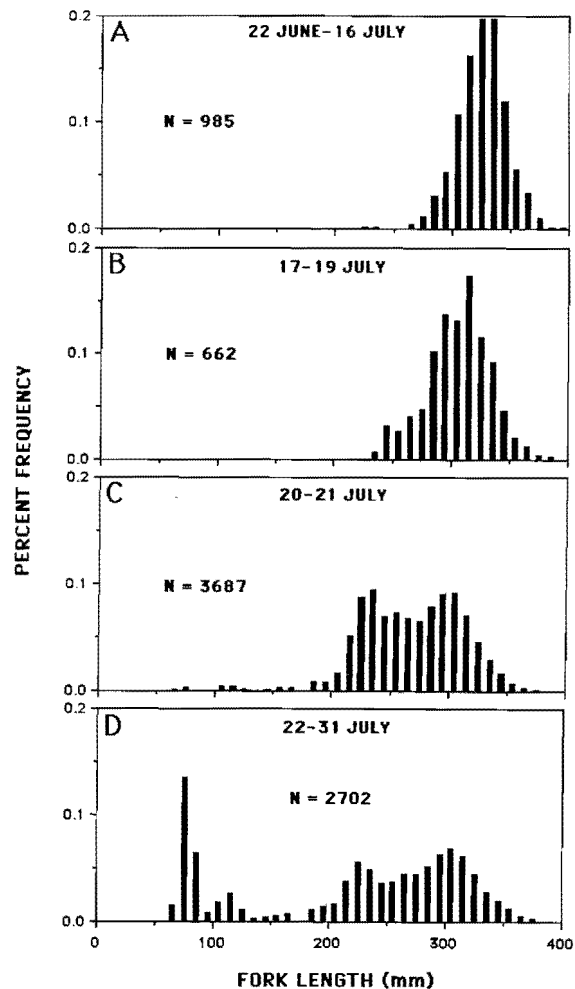 A
22 JUNE-16 JULY
N = 985
0.2
0.1
0.0
B
17-19 JULY
N = 662
0.2
0.1
0.0
C
20-21 JULY
N = 3687
0.2
0.1
0.0
D
22-31 JULY
N = 2702
0.2
0.1
0.0
0 100 200 300 400
PERCENT FREQUENCY
FORK LENGTH (mm)